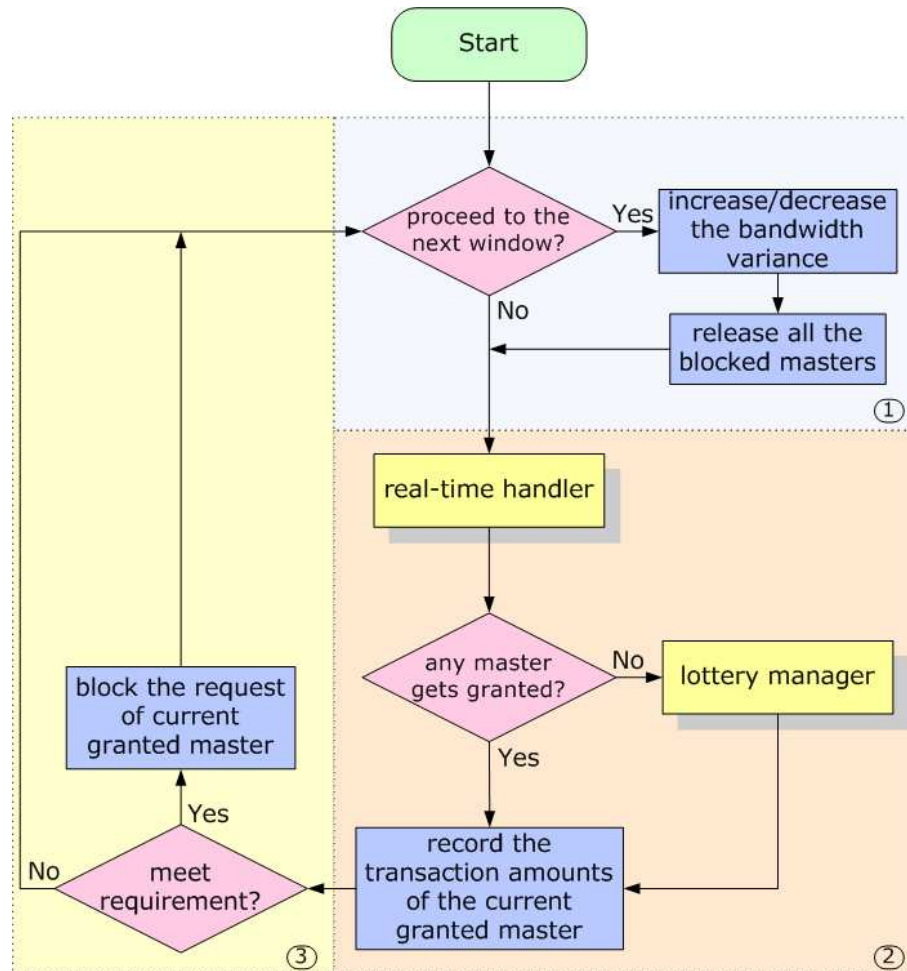 Start
proceed to the
next window?
Yes
increase/decrease
the bandwidth
variance
No
release all the
blocked masters
1
real-time handler
any master
gets granted?
No
lottery manager
Yes
record the
transaction amounts
of the current
granted master
2
block the request
of current
granted master
Yes
No
meet
requirement?
3